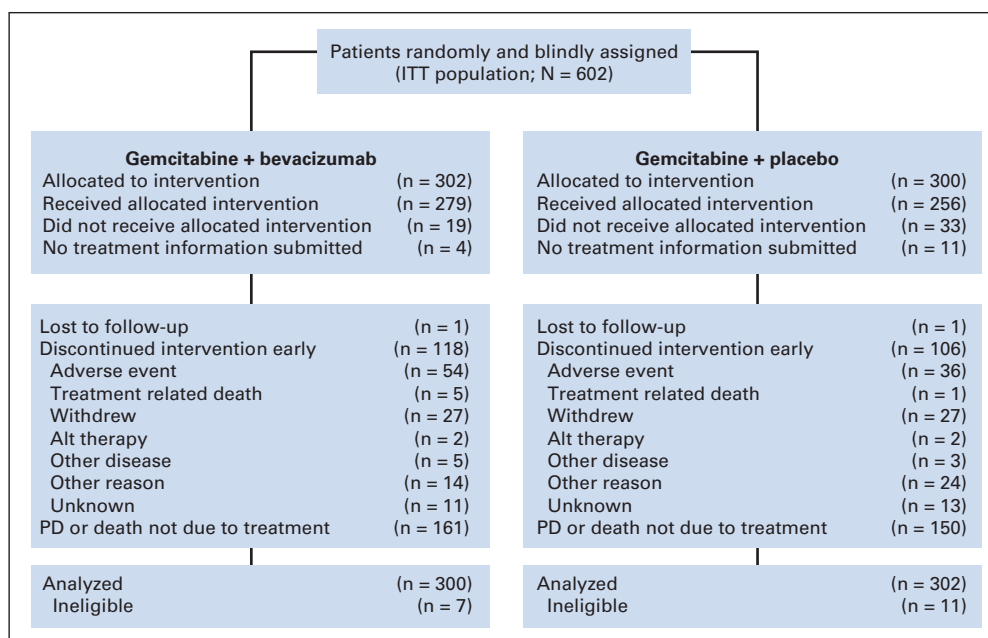 Patients randomly and blindly assigned
(ITT population; N = 602)
Gemcitabine + bevacizumab
Allocated to intervention (n = 302)
Received allocated intervention (n = 279)
Did not receive allocated intervention (n = 19)
No treatment information submitted (n = 4)
Gemcitabine + placebo
Allocated to intervention (n = 300)
Received allocated intervention (n = 256)
Did not receive allocated intervention (n = 33)
No treatment information submitted (n = 11)
Lost to follow-up (n = 1)
Discontinued intervention early (n = 118)
Adverse event (n = 54)
Treatment related death (n = 5)
Withdrew (n = 27)
Alt therapy (n = 2)
Other disease (n = 5)
Other reason (n = 14)
Unknown (n = 11)
PD or death not due to treatment (n = 161)
Lost to follow-up (n = 1)
Discontinued intervention early (n = 106)
Adverse event (n = 36)
Treatment related death (n = 1)
Withdrew (n = 27)
Alt therapy (n = 2)
Other disease (n = 3)
Other reason (n = 24)
Unknown (n = 13)
PD or death not due to treatment (n = 150)
Analyzed (n = 300)
Ineligible (n = 7)
Analyzed (n = 302)
Ineligible (n = 11)